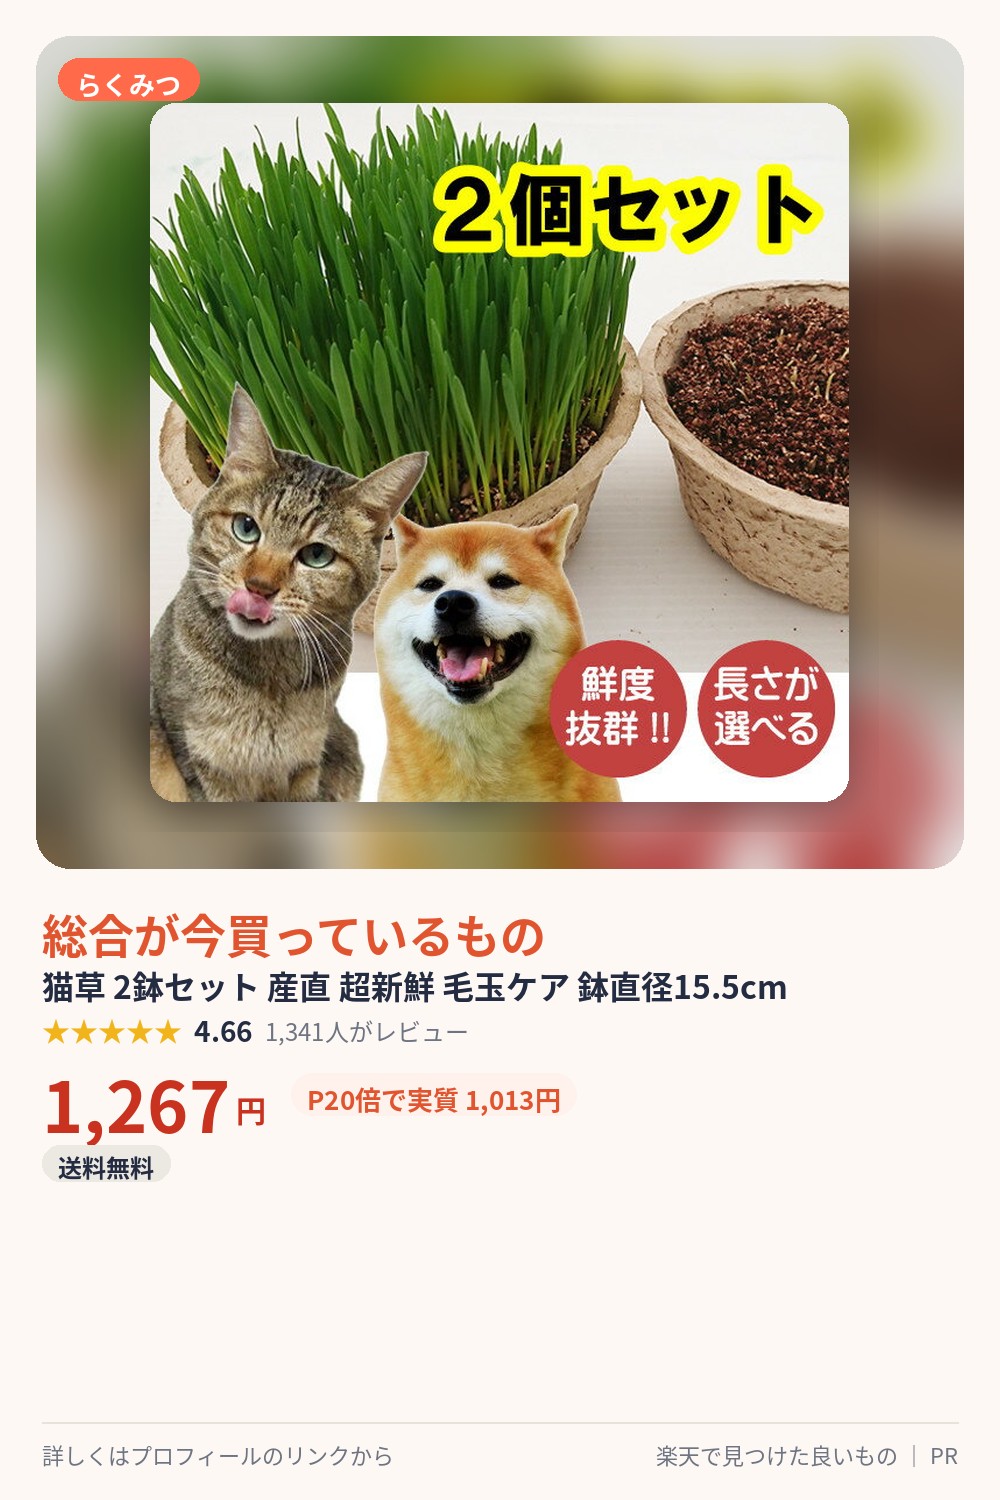 らくみつ
2個セット
鮮度
抜群!!
長さが
選べる
総合が今買っているもの
猫草 2鉢セット 産直 超新鮮 毛玉ケア 鉢直径15.5cm
★★★★★ 4.66 1,341人がレビュー
1,267円 P20倍で実質 1,013円
送料無料
詳しくはプロフィールのリンクから
楽天で見つけた良いもの | PR